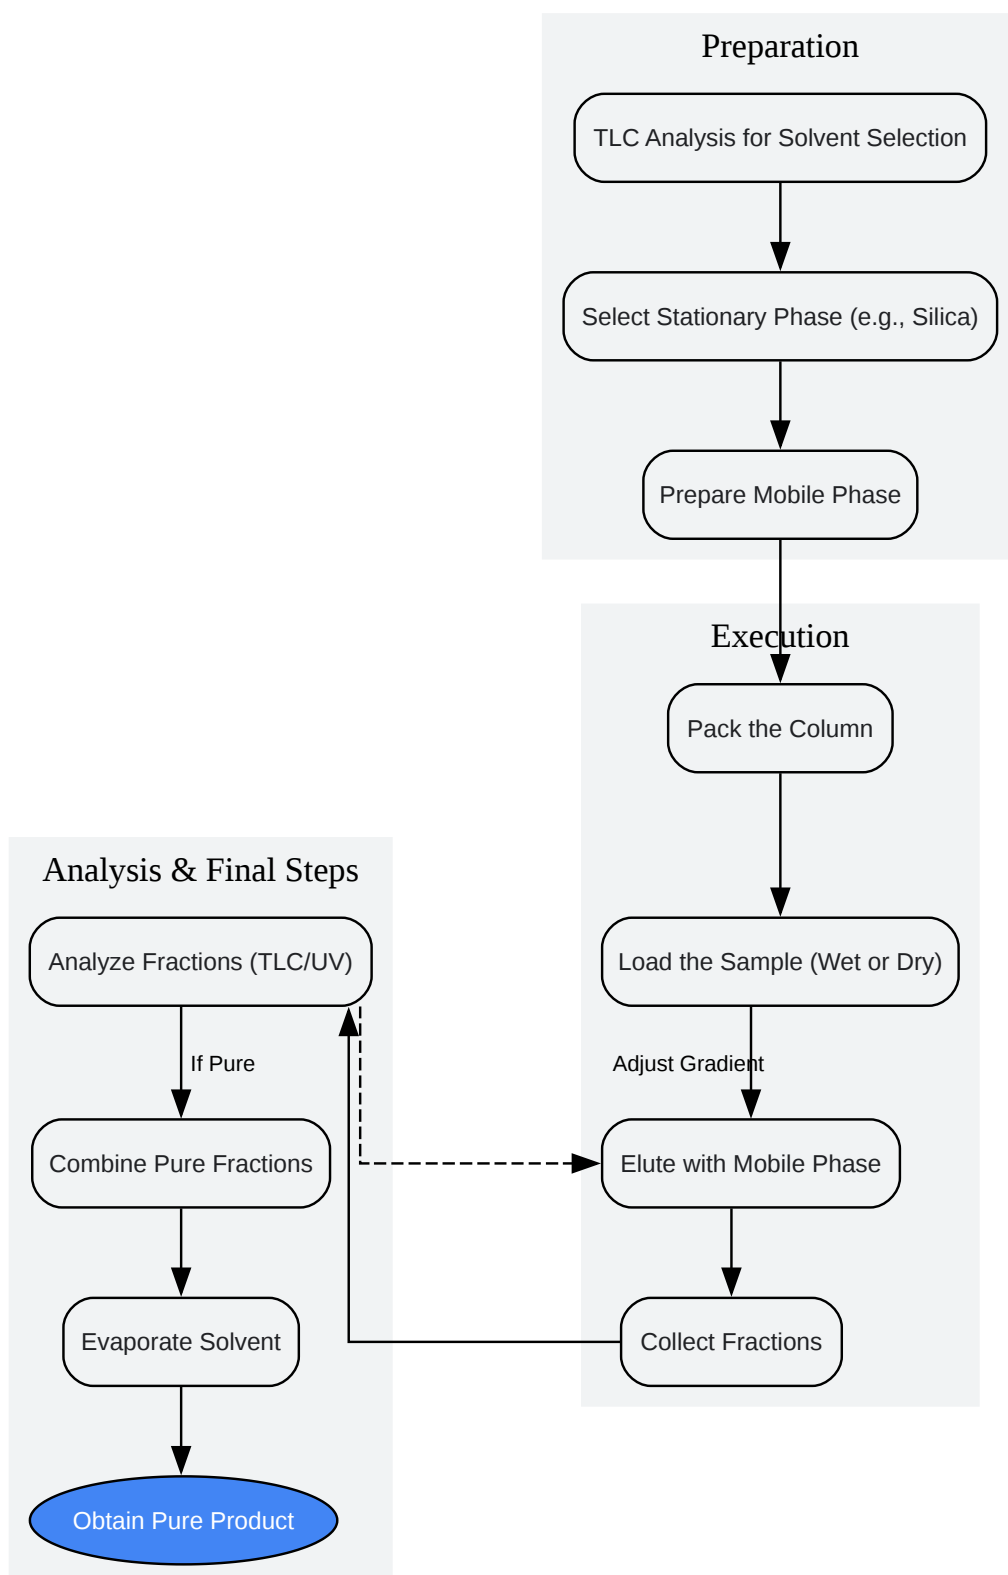 Preparation
TLC Analysis for Solvent Selection
Select Stationary Phase (e.g., Silica)
Prepare Mobile Phase
Execution
Pack the Column
Load the Sample (Wet or Dry)
Adjust Gradient
Elute with Mobile Phase
Collect Fractions
Analysis & Final Steps
Analyze Fractions (TLC/UV)
If Pure
Combine Pure Fractions
Evaporate Solvent
Obtain Pure Product